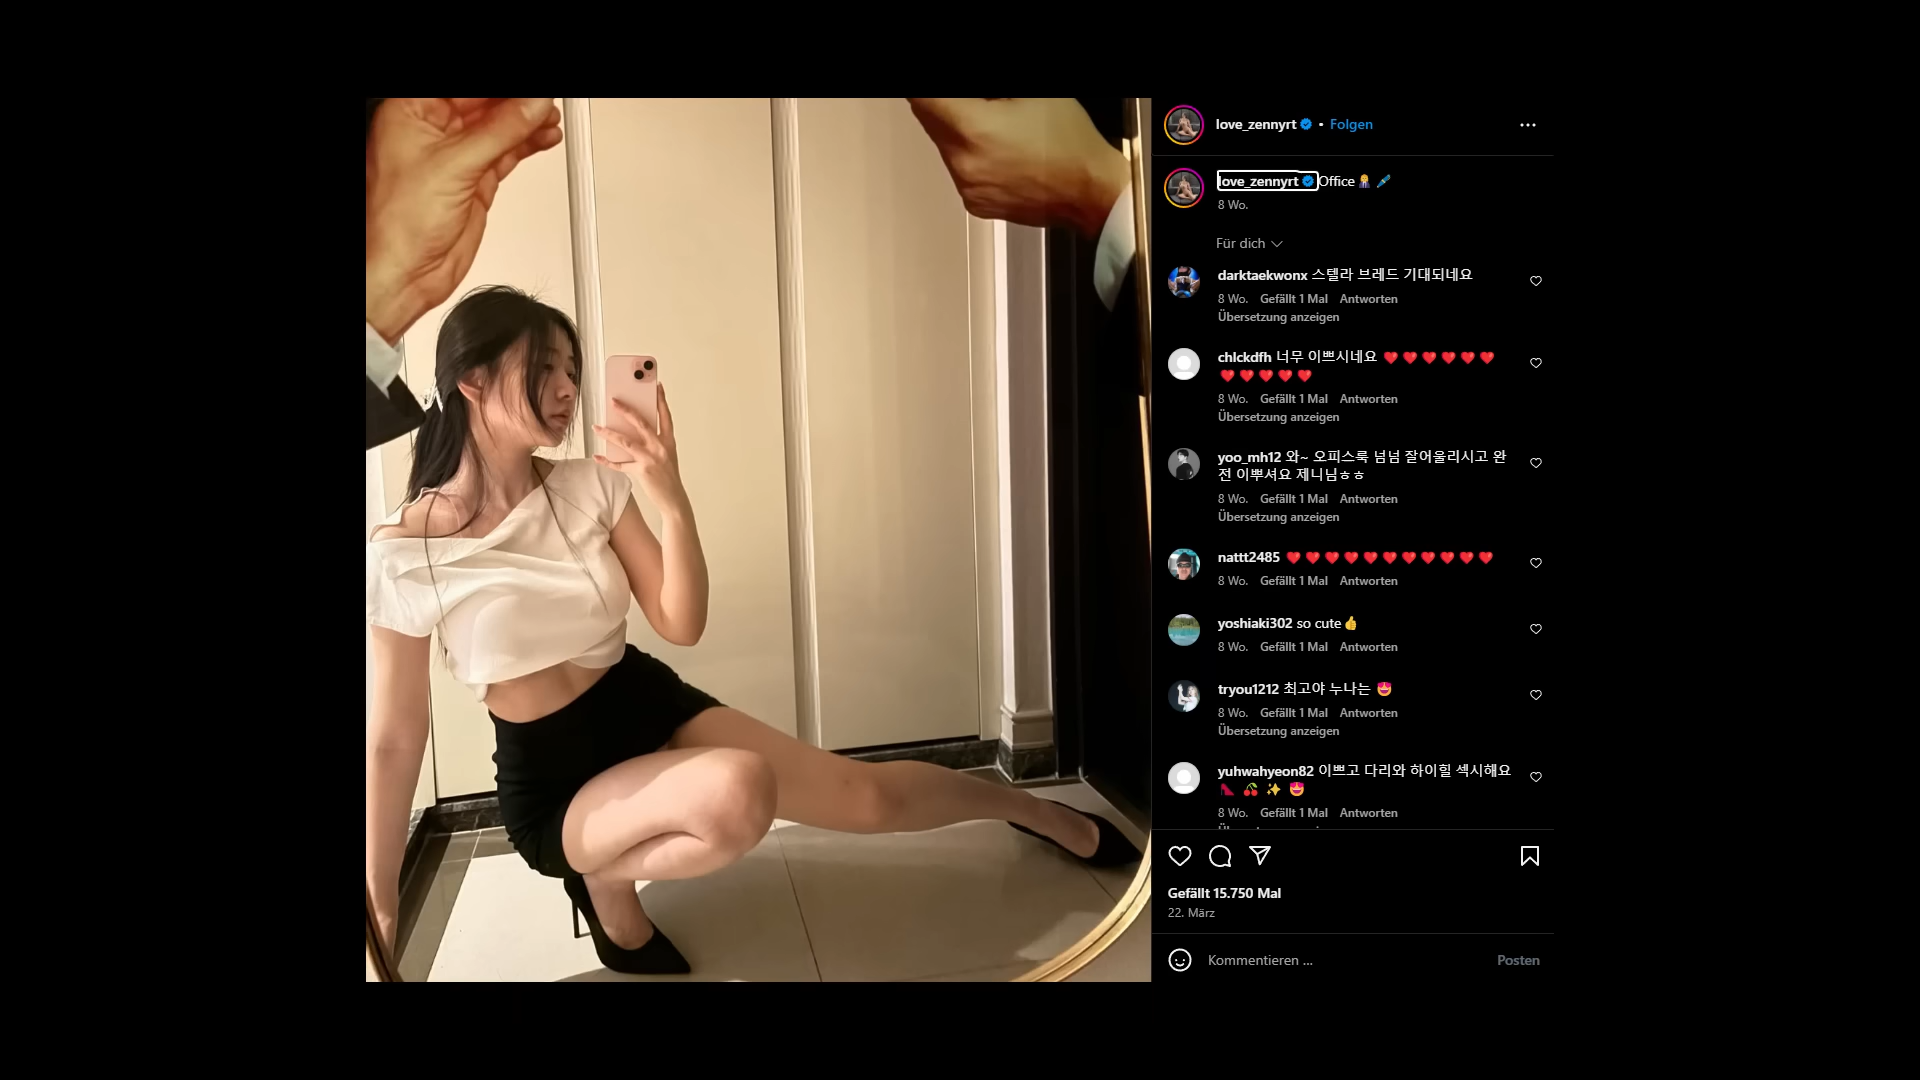 love_zennyrt • Folgen
love_zennyrt Office
8 Wo.
Für dich
darktaekwonx 스텔라 브레드 기대되네요
8 Wo. Gefällt 1 Mal Antworten
Übersetzung anzeigen
chlckdfh 너무 이쁘시네요 ❤️❤️❤️❤️❤️❤️
❤️❤️❤️❤️❤️
8 Wo. Gefällt 1 Mal Antworten
Übersetzung anzeigen
yoo_mh12 와~ 오피스룩 넘넘 잘어울리시고 완
전 이뿌셔요 제니님ㅎㅎ
8 Wo. Gefällt 1 Mal Antworten
Übersetzung anzeigen
nattt2485 ❤️❤️❤️❤️❤️❤️❤️❤️❤️❤️❤️
8 Wo. Gefällt 1 Mal Antworten
yoshiaki302 so cute👍
8 Wo. Gefällt 1 Mal Antworten
tryou1212 최고야 누나는 😍
8 Wo. Gefällt 1 Mal Antworten
Übersetzung anzeigen
yuhwahyeon82 이쁘고 다리와 하이힐 섹시해요
👠 🍒 ✨ 😍
8 Wo. Gefällt 1 Mal Antworten
Gefällt 15.750 Mal
22. März
Kommentieren ...
Posten